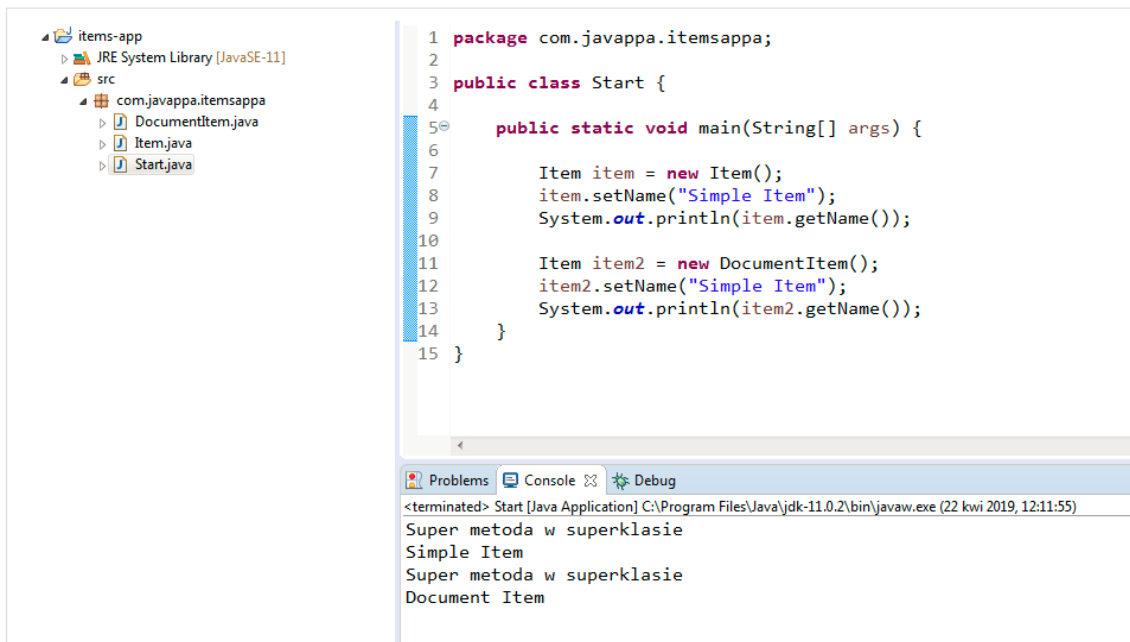 items-app
JRE System Library [JavaSE-11]
src
com.javappa.itemsappa
DocumentItem.java
Item.java
Start.java
1 package com.javappa.itemsappa;
2
3 public class Start {
4
5 public static void main(String[] args) {
6
7 Item item = new Item();
8 item.setName("Simple Item");
9 System.out.println(item.getName());
10
11 Item item2 = new DocumentItem();
12 item2.setName("Simple Item");
13 System.out.println(item2.getName());
14 }
15 }
Problems Console Debug
<terminated> Start [Java Application] C:\Program Files\Java\jdk-11.0.2\bin\javaw.exe (22 kwi 2019, 12:11:55)
Super metoda w superklasie
Simple Item
Super metoda w superklasie
Document Item